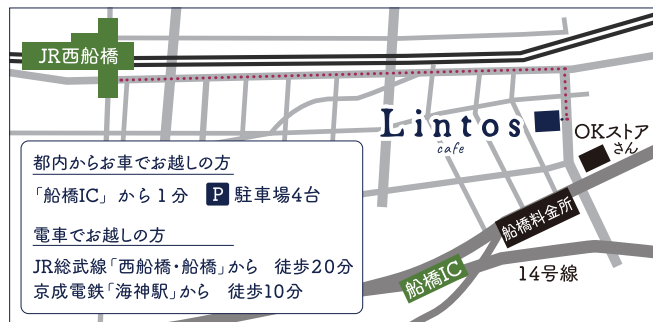 JR西船橋
Lintos
cafe
OKストア
さん
船橋料金所
船橋IC
14号線
都内からお車でお越しの方
「船橋IC」から1分 P 駐車場4台
電車でお越しの方
JR総武線「西船橋・船橋」から 徒歩20分
京成電鉄「海神駅」から 徒歩10分